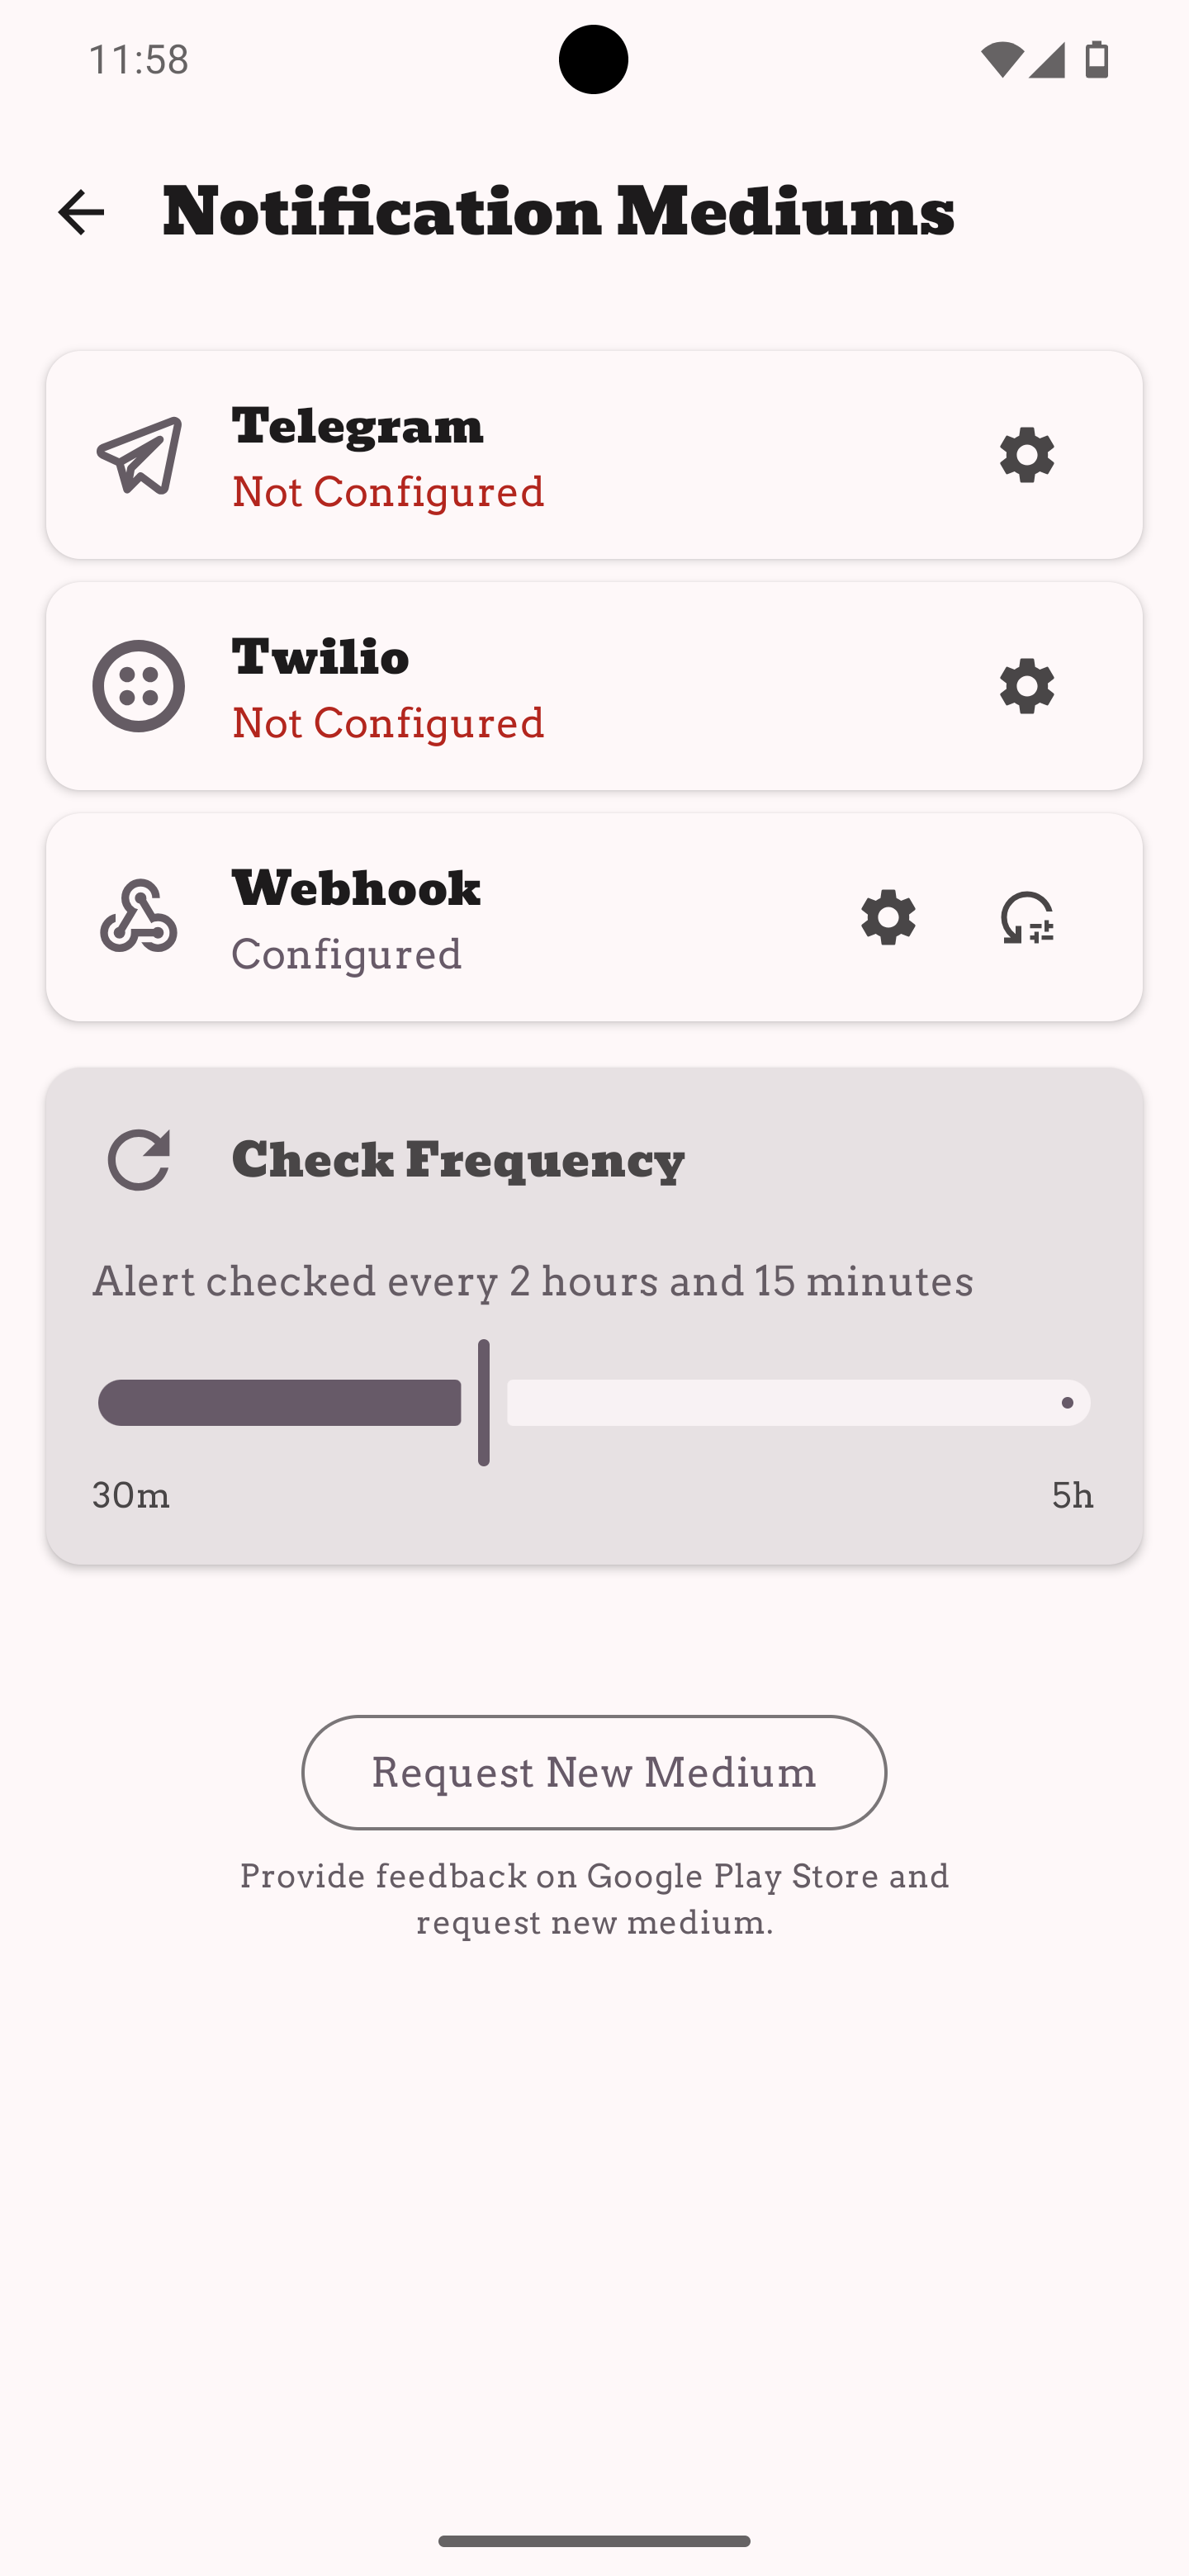 11:58
Notification Mediums
Telegram
Not Configured
Twilio
Not Configured
Webhook
Configured
Check Frequency
Alert checked every 2 hours and 15 minutes
30m
5h
Request New Medium
Provide feedback on Google Play Store and
request new medium.